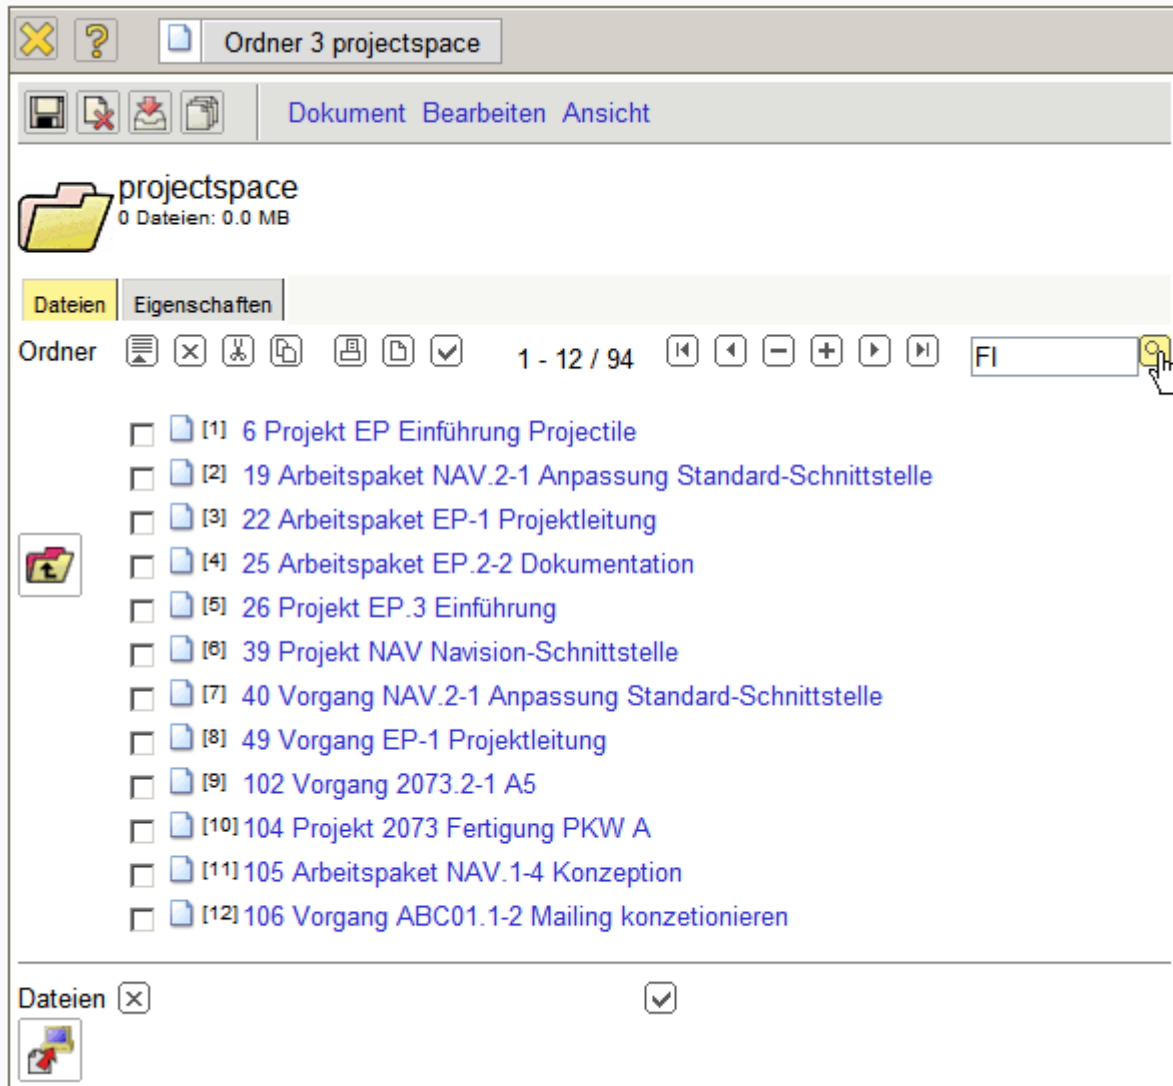 Ordner 3 projectspace
Dokument Bearbeiten Ansicht
projectspace
0 Dateien: 0.0 MB
Dateien Eigenschaften
Ordner 1 - 12 / 94 FI
[1] 6 Projekt EP Einführung Projectile
[2] 19 Arbeitspaket NAV.2-1 Anpassung Standard-Schnittstelle
[3] 22 Arbeitspaket EP-1 Projektleitung
[4] 25 Arbeitspaket EP.2-2 Dokumentation
[5] 26 Projekt EP.3 Einführung
[6] 39 Projekt NAV Navision-Schnittstelle
[7] 40 Vorgang NAV.2-1 Anpassung Standard-Schnittstelle
[8] 49 Vorgang EP-1 Projektleitung
[9] 102 Vorgang 2073.2-1 A5
[10] 104 Projekt 2073 Fertigung PKW A
[11] 105 Arbeitspaket NAV.1-4 Konzeption
[12] 106 Vorgang ABC01.1-2 Mailing konzetionieren
Dateien